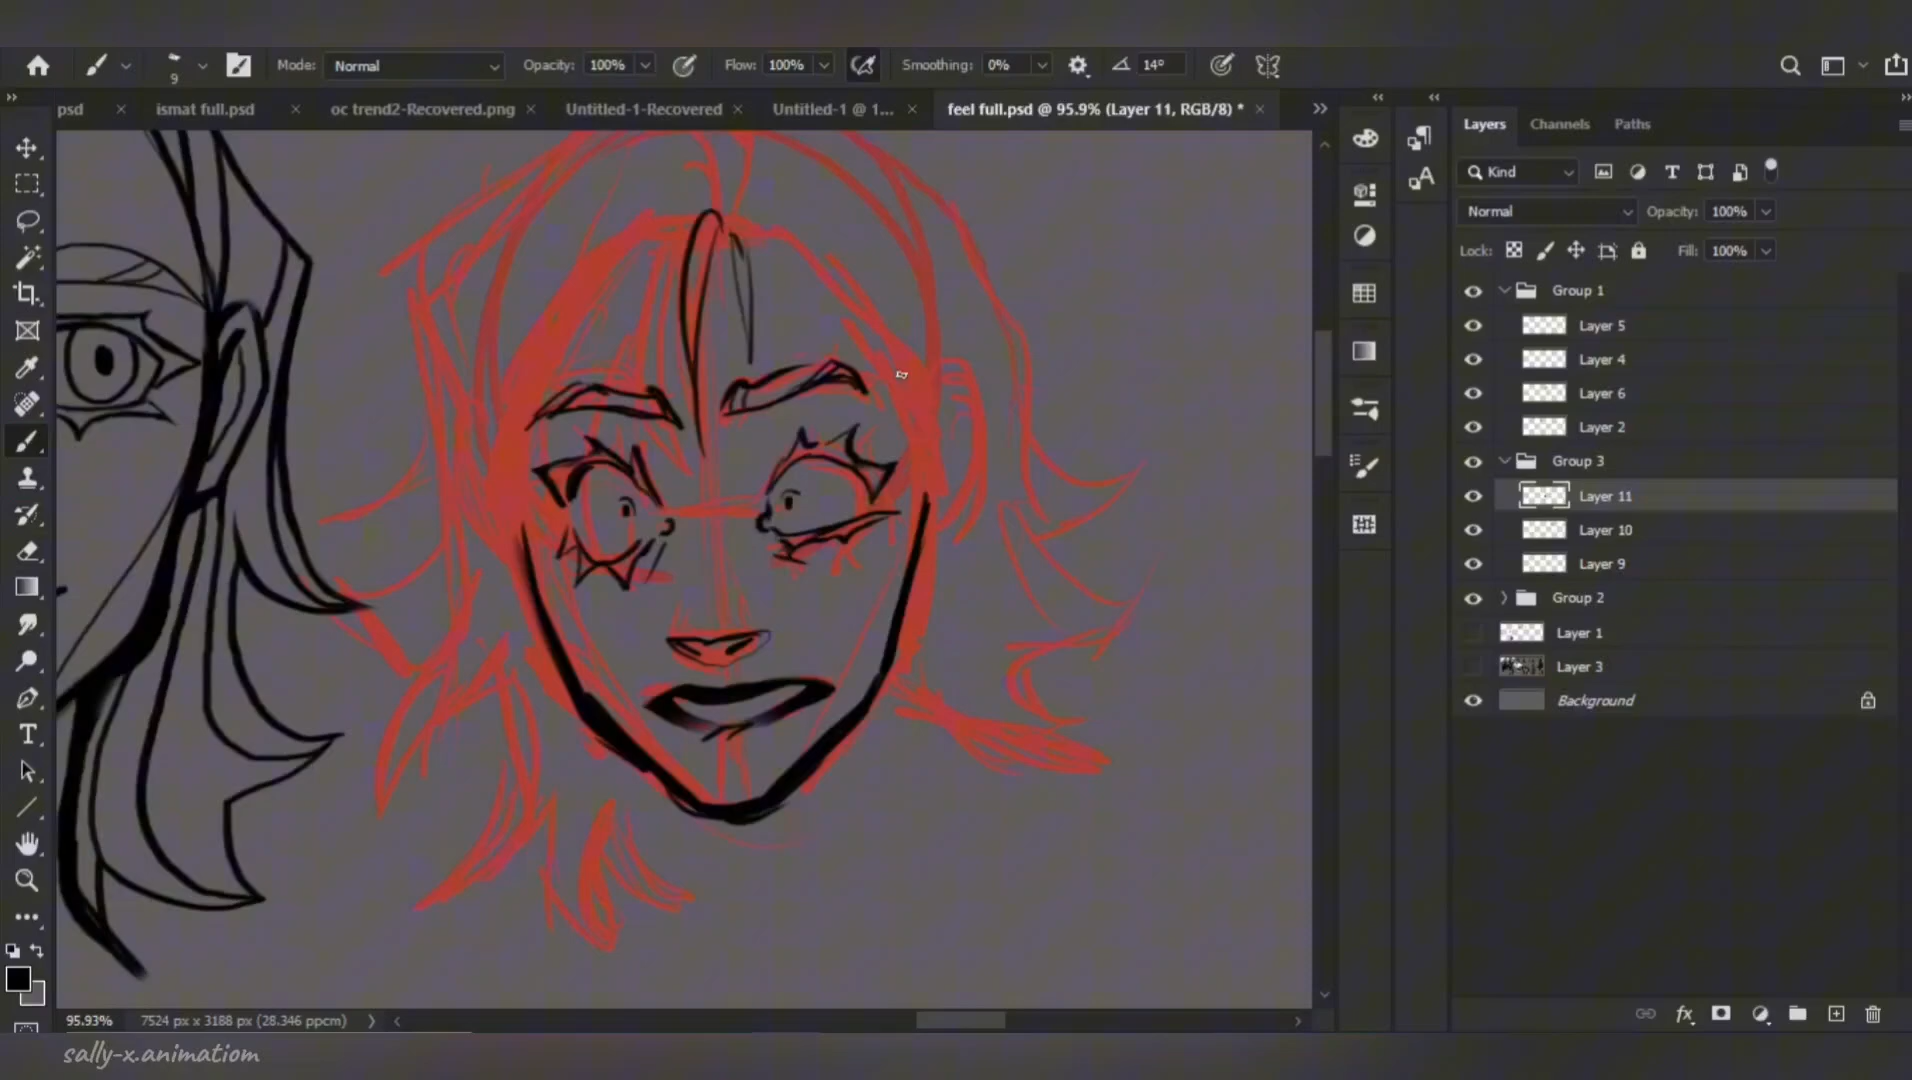 9 Mode: Normal Opacity: 100% Flow: 100% Smoothing: 0% 14°
psd × ismat full.psd × oc trend2-Recovered.png × Untitled-1-Recovered × Untitled-1 @ 1... × feel full.psd @ 95.9% (Layer 11, RGB/8) * ×
Layers Channels Paths
Kind
Normal Opacity: 100%
Lock: Fill: 100%
Group 1
Layer 5
Layer 4
Layer 6
Layer 2
Group 3
Layer 11
Layer 10
Layer 9
Group 2
Layer 1
Layer 3
Background
95.93% 7524 px x 3188 px (28.346 ppcm)
sally-x.animatiom